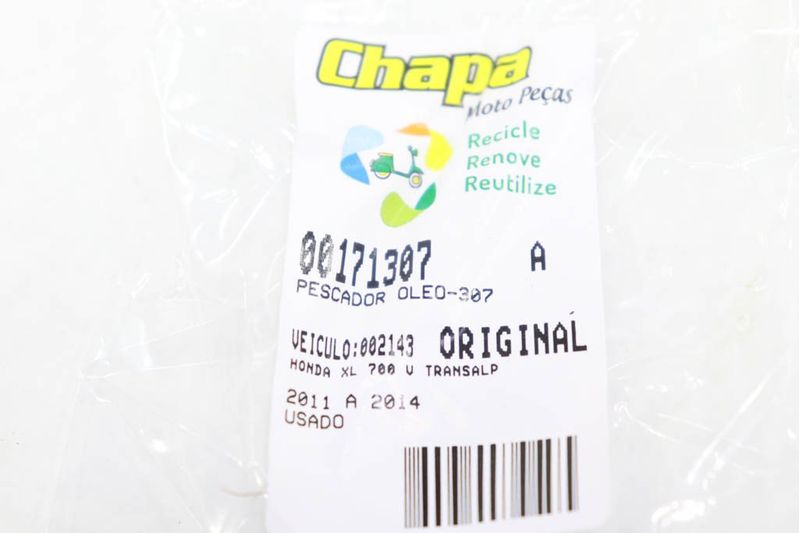 Chapa
Moto Peças
Recicle
Renove
Reutilize
00171307 A
PESCADOR OLEO-307
VEICULO:002143 ORIGINAL
HONDA XL 700 V TRANSALP
2011 A 2014
USADO